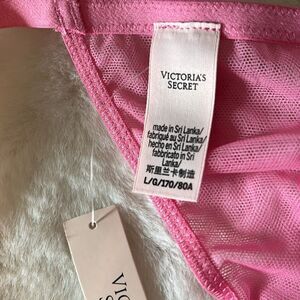 VICTORIA'S
SECRET
made in Sri Lanka/
fabriqué au Sri Lanka/
hecho en Sri Lanka/
fabbricato in Sri
Lanka/
斯里兰卡制造
L/G/170/80A
VIC
S